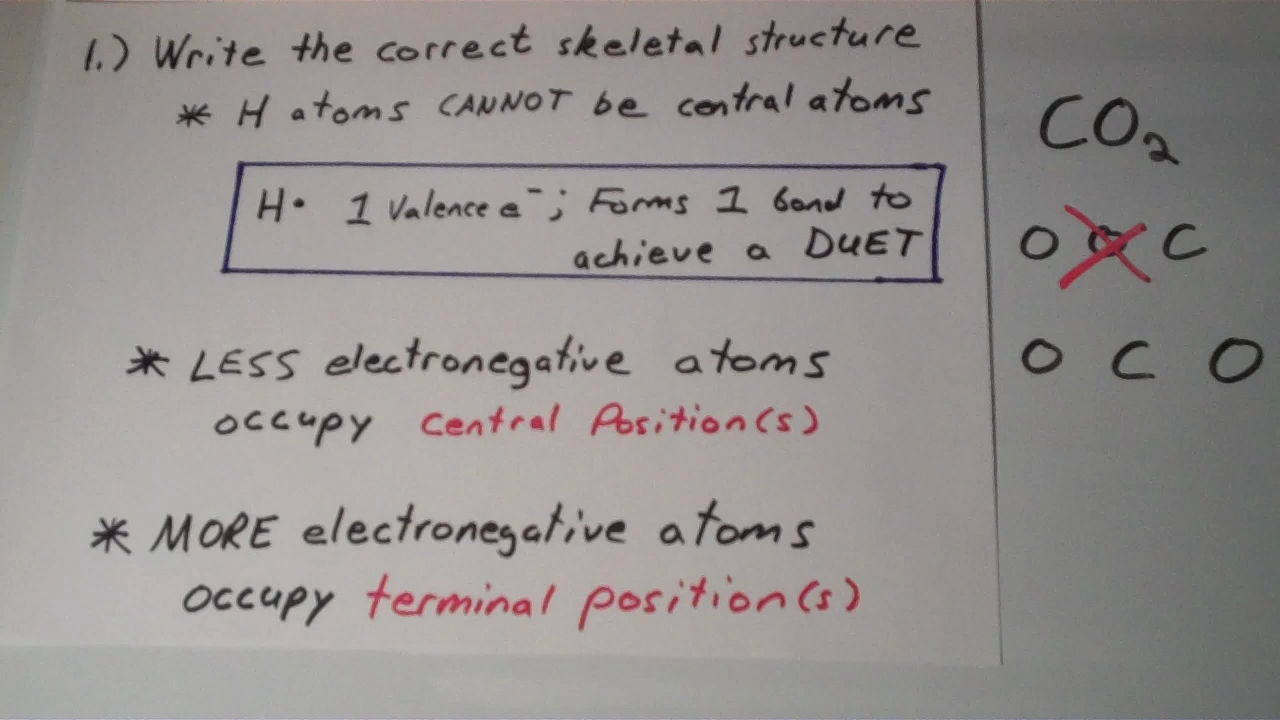 1.) Write the correct skeletal structure
* H atoms CANNOT be central atoms
H• 1 Valence e⁻; Forms 1 bond to
achieve a DUET
* LESS electronegative atoms
occupy central Position(s)
* MORE electronegative atoms
occupy terminal position(s)
CO₂
O O C
O C O